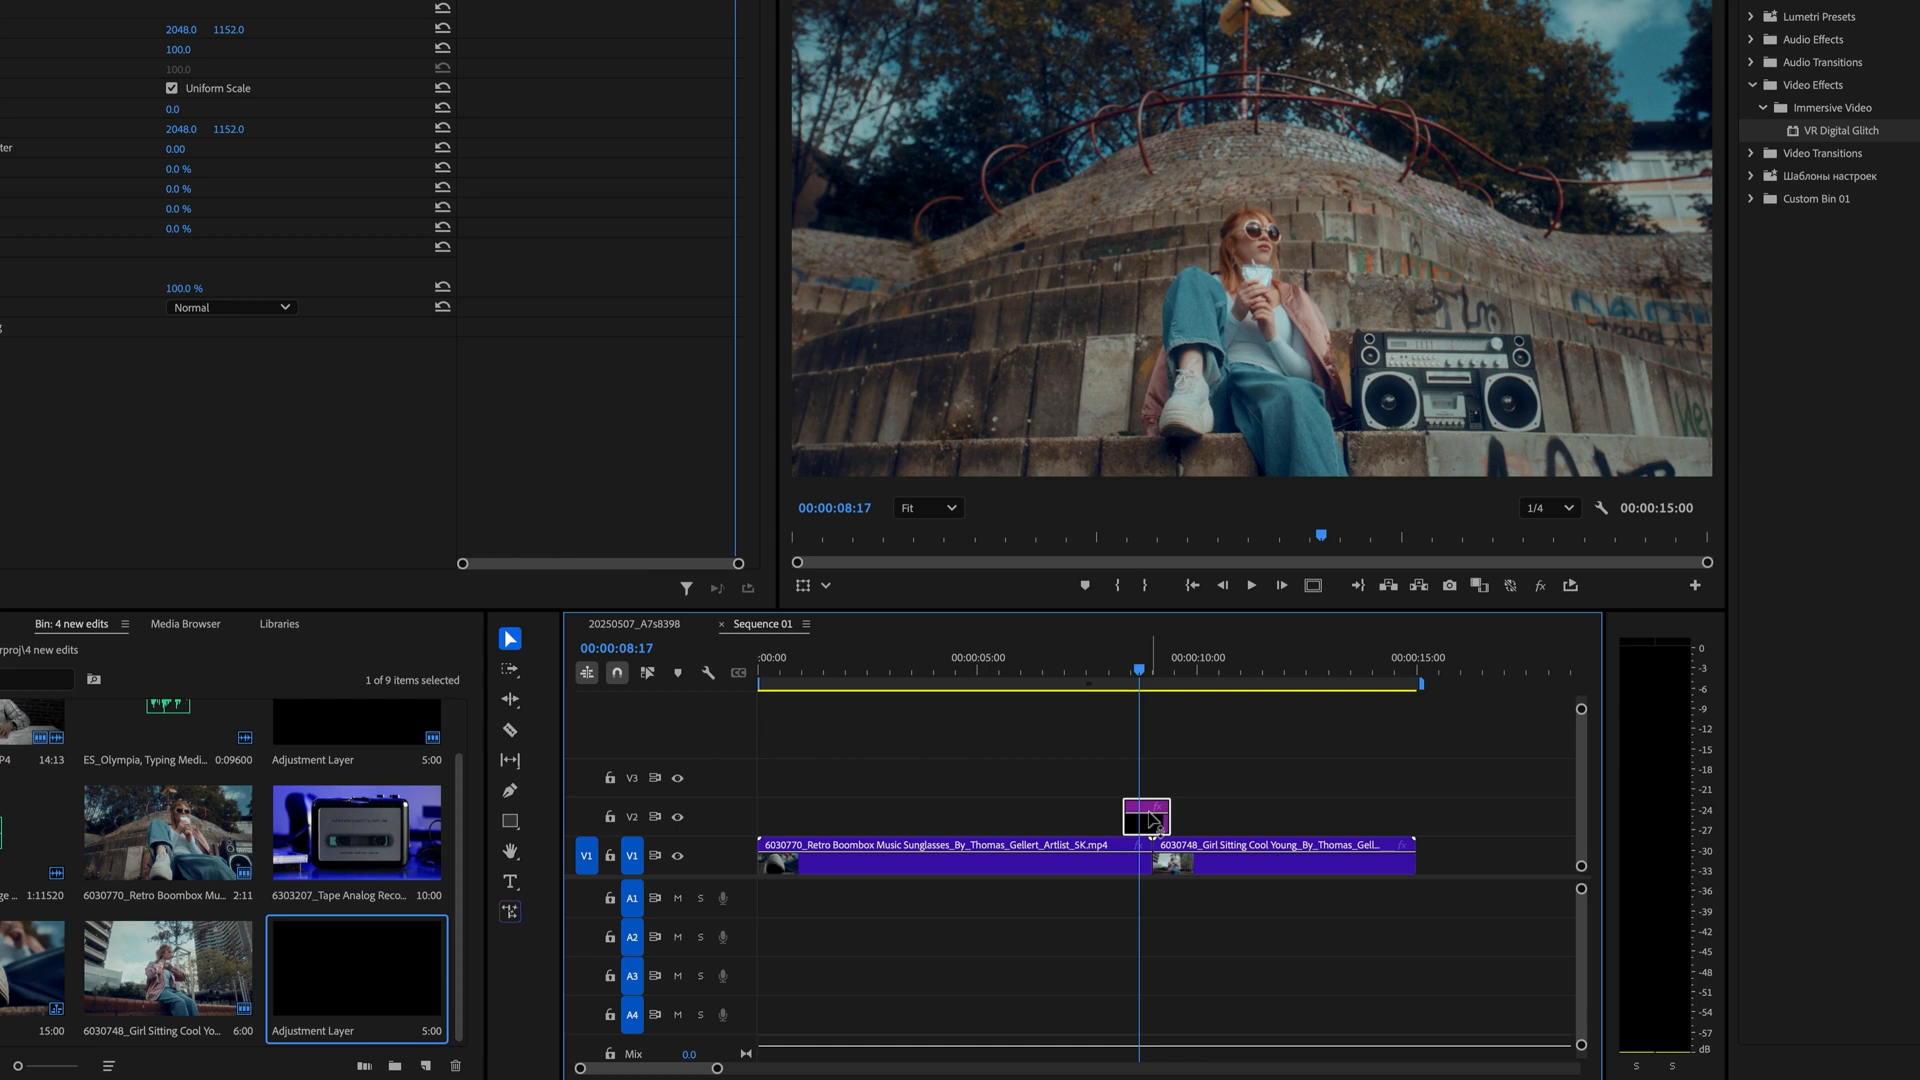 2048.0 1152.0
100.0
100.0
Uniform Scale
0.0
2048.0 1152.0
ter 0.00
0.0 %
0.0 %
0.0 %
0.0 %
100.0 %
Normal
00:00:08:17
Fit
1/4
00:00:15:00
Lumetri Presets
Audio Effects
Audio Transitions
Video Effects
Immersive Video
VR Digital Glitch
Video Transitions
Шаблоны настроек
Custom Bin 01
Bin: 4 new edits
Media Browser
Libraries
rproj\4 new edits
1 of 9 items selected
P4 14:13
ES_Olympia, Typing Medi... 0:09600
Adjustment Layer 5:00
ge ... 1:11520
6030770_Retro Boombox Mu... 2:11
6303207_Tape Analog Reco... 10:00
15:00
6030748_Girl Sitting Cool Yo... 6:00
Adjustment Layer 5:00
20250507_A7s8398
× Sequence 01
00:00:08:17
:00:00 00:00:05:00 00:00:10:00 00:00:15:00
V3
V2
V1 V1
6030770_Retro Boombox Music Sunglasses_By_Thomas_Gellert_Artlist_5K.mp4 fx
6030748_Girl Sitting Cool Young_By_Thomas_Gell... fx
A1 M S
A2 M S
A3 M S
A4 M S
Mix 0.0
0
-3
-6
-9
-12
-15
-18
-21
-24
-27
-30
-33
-36
-39
-42
-45
-48
-51
-54
-57
dB
S S